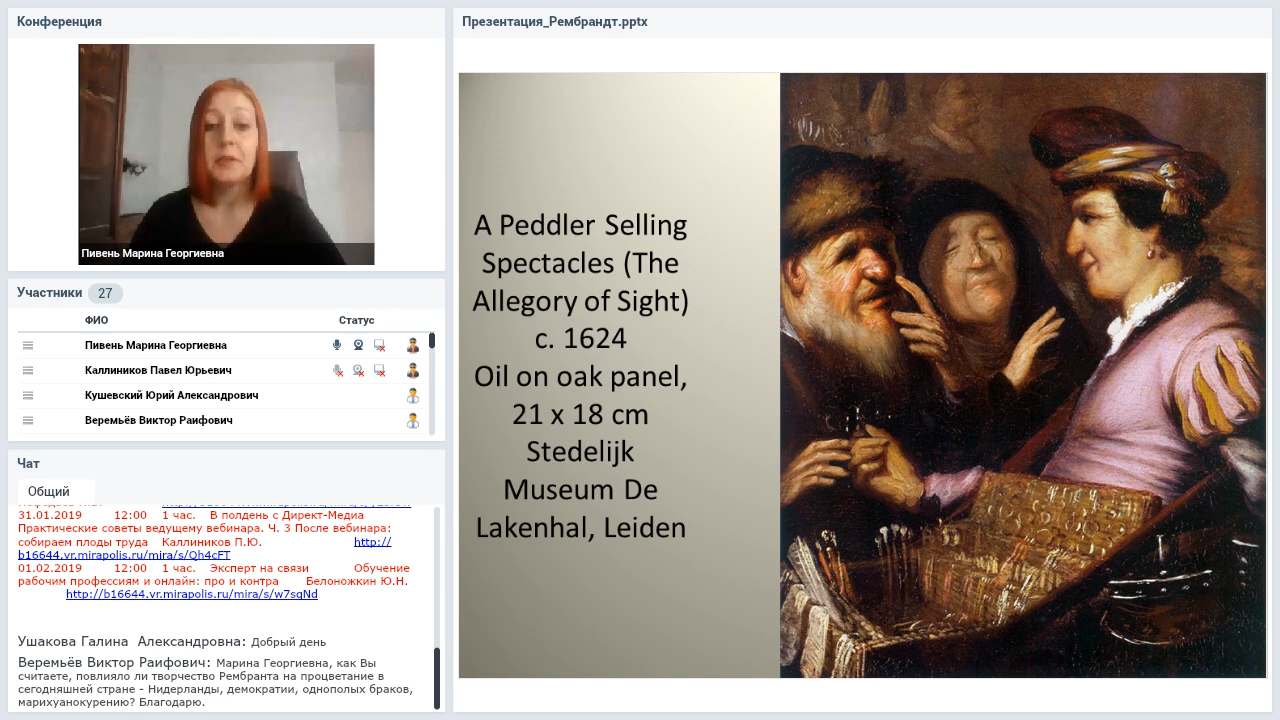 Конференция
Пивень Марина Георгиевна
Участники 27
ФИО Статус
Пивень Марина Георгиевна
Каллиников Павел Юрьевич
Кушевский Юрий Александрович
Веремьёв Виктор Раифович
Чат
Общий
31.01.2019 12:00 1 час. В полдень с Директ-Медиа
Практические советы ведущему вебинара. Ч. 3 После вебинара:
собираем плоды труда Каллиников П.Ю. http://
b16644.vr.mirapolis.ru/mira/s/Qh4cFT
01.02.2019 12:00 1 час. Эксперт на связи Обучение
рабочим профессиям и онлайн: про и контра Белоножкин Ю.Н.
http://b16644.vr.mirapolis.ru/mira/s/w7sqNd
Ушакова Галина Александровна: Добрый день
Веремьёв Виктор Раифович: Марина Георгиевна, как Вы
считаете, повлияло ли творчество Рембранта на процветание в
сегодняшней стране - Нидерланды, демократии, однополых браков,
марихуанокурению? Благодарю.
Презентация_Рембрандт.pptx
A Peddler Selling
Spectacles (The
Allegory of Sight)
c. 1624
Oil on oak panel,
21 x 18 cm
Stedelijk
Museum De
Lakenhal, Leiden